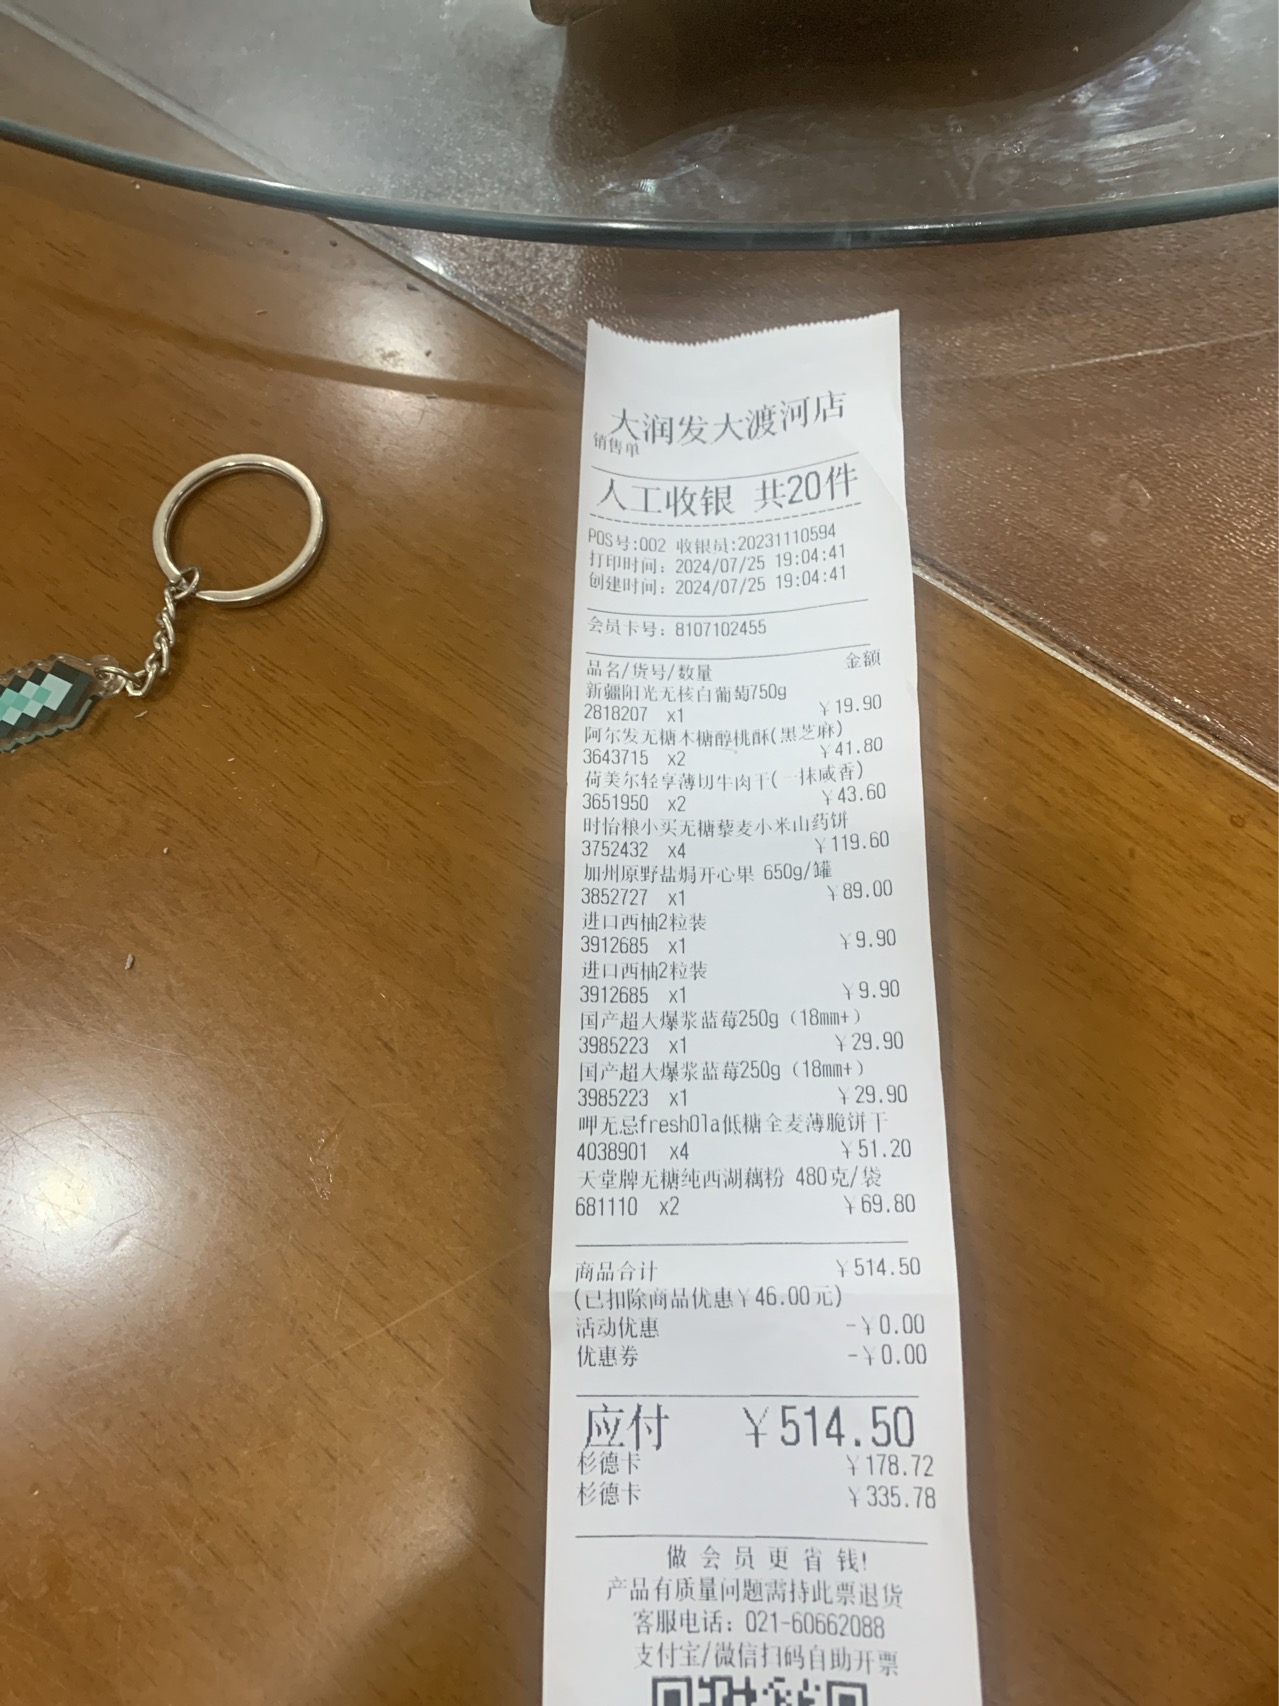 大润发大渡河店
销售单
人工收银 共20件
POS号:002 收银员:20231110594
打印时间: 2024/07/25 19:04:41
创建时间: 2024/07/25 19:04:41
会员卡号: 8107102455
品名/货号/数量 金额
新疆阳光无核白葡萄750g
2818207 x1 ¥19.90
阿尔发无糖木糖醇桃酥(黑芝麻)
3643715 x2 ¥41.80
荷美尔轻享薄切牛肉干(一抹咸香)
3651950 x2 ¥43.60
时怡粮小买无糖藜麦小米山药饼
3752432 x4 ¥119.60
加州原野盐焗开心果 650g/罐
3852727 x1 ¥89.00
进口西柚2粒装
3912685 x1 ¥9.90
进口西柚2粒装
3912685 x1 ¥9.90
国产超大爆浆蓝莓250g（18mm+）
3985223 x1 ¥29.90
国产超大爆浆蓝莓250g（18mm+）
3985223 x1 ¥29.90
呷无忌freshOla低糖全麦薄脆饼干
4038901 x4 ¥51.20
天堂牌无糖纯西湖藕粉 480克/袋
681110 x2 ¥69.80
商品合计 ¥514.50
(已扣除商品优惠¥46.00元)
活动优惠 -¥0.00
优惠券 -¥0.00
应付 ¥514.50
杉德卡 ¥178.72
杉德卡 ¥335.78
做会员更省钱!
产品有质量问题需持此票退货
客服电话: 021-60662088
支付宝/微信扫码自助开票